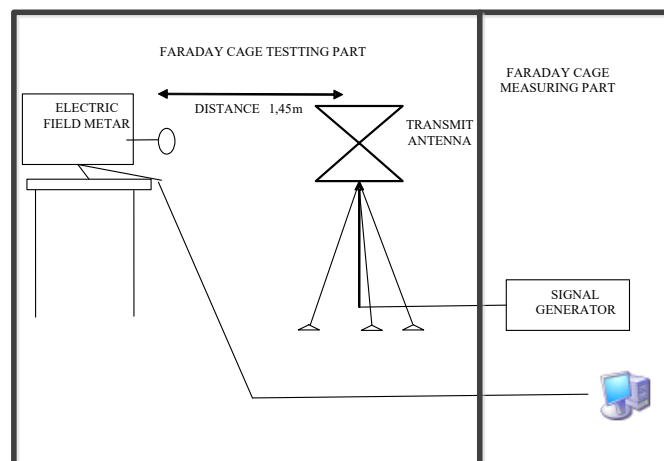 FARADAY CAGE TESTTING PART
FARADAY CAGE
MEASURING PART
ELECTRIC
FIELD METAR
DISTANCE 1,45m
TRANSMIT
ANTENNA
SIGNAL
GENERATOR